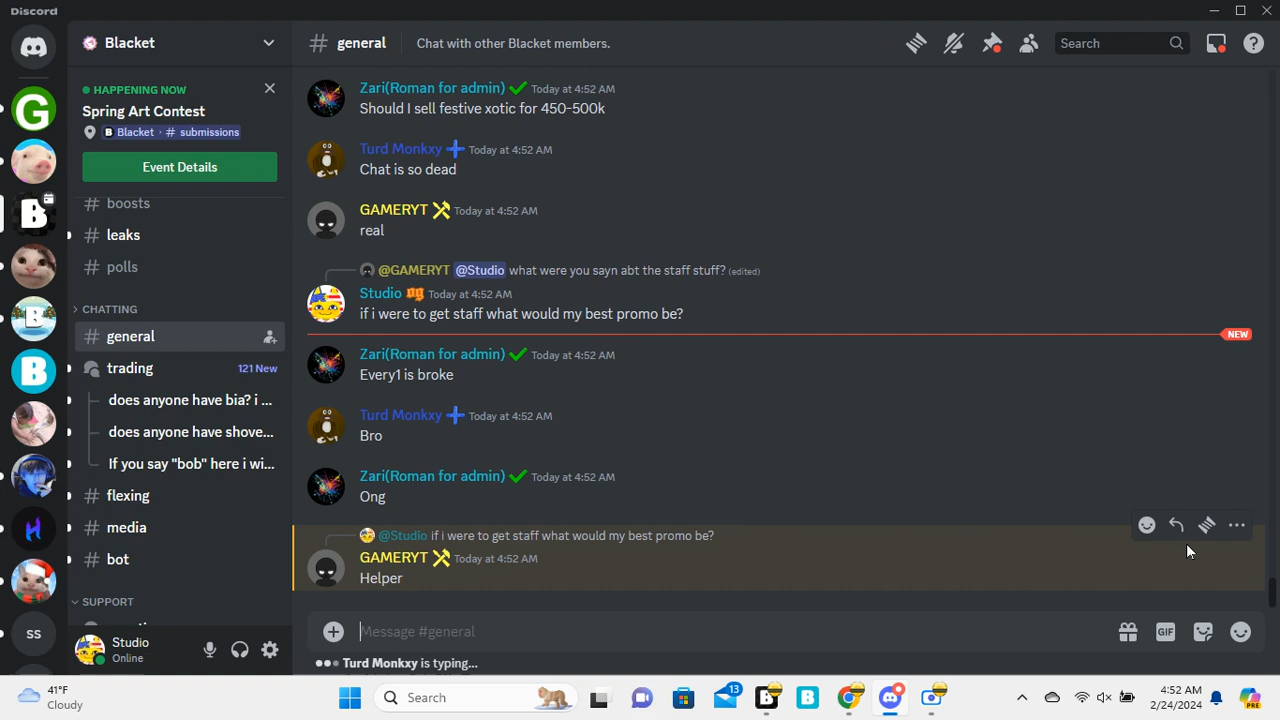 Discord
Blacket
# general
Chat with other Blacket members.
Search
HAPPENING NOW
Spring Art Contest
B Blacket › # submissions
Event Details
# boosts
# leaks
# polls
CHATTING
# general
trading
121 New
does anyone have bia? i ...
does anyone have shove...
If you say "bob" here i wi...
# flexing
# media
# bot
SUPPORT
G
B
B
B
H
SS
Studio
Online
Zari(Roman for admin) Today at 4:52 AM
Should I sell festive xotic for 450-500k
Turd Monkxy Today at 4:52 AM
Chat is so dead
GAMERYT Today at 4:52 AM
real
@GAMERYT @Studio what were you sayn abt the staff stuff? (edited)
Studio Today at 4:52 AM
if i were to get staff what would my best promo be?
NEW
Zari(Roman for admin) Today at 4:52 AM
Every1 is broke
Turd Monkxy Today at 4:52 AM
Bro
Zari(Roman for admin) Today at 4:52 AM
Ong
@Studio if i were to get staff what would my best promo be?
GAMERYT Today at 4:52 AM
Helper
Message #general
GIF
Turd Monkxy is typing...
41°F
Cloudy
Search
13
B
B
4:52 AM
2/24/2024
PRE